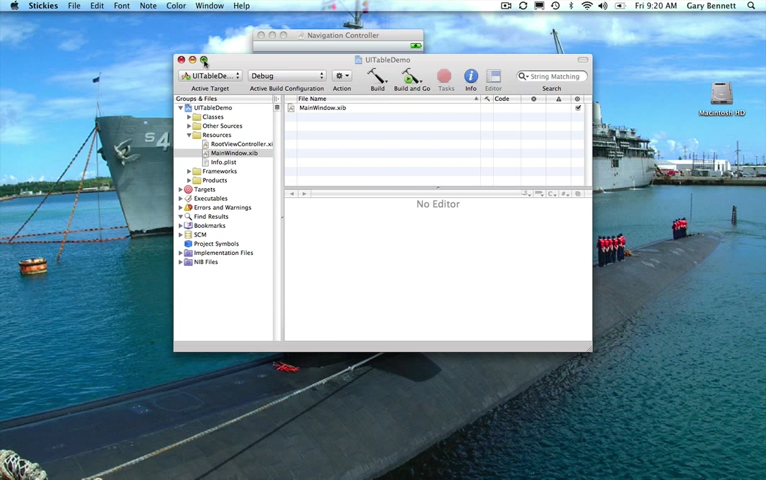 Stickies File Edit Font Note Color Window Help
Fri 9:20 AM Gary Bennett
Navigation Controller
UITableDemo
UITableDe...
Debug
Active Target
Active Build Configuration
Action
Build
Build and Go
Tasks
Info
Editor
String Matching
Search
Groups & Files
File Name
Code
UITableDemo
MainWindow.xib
Classes
Other Sources
Resources
RootViewController.xi
MainWindow.xib
Info.plist
Frameworks
Products
Targets
Executables
Errors and Warnings
Find Results
Bookmarks
SCM
Project Symbols
Implementation Files
NIB Files
No Editor
Macintosh HD
S 4